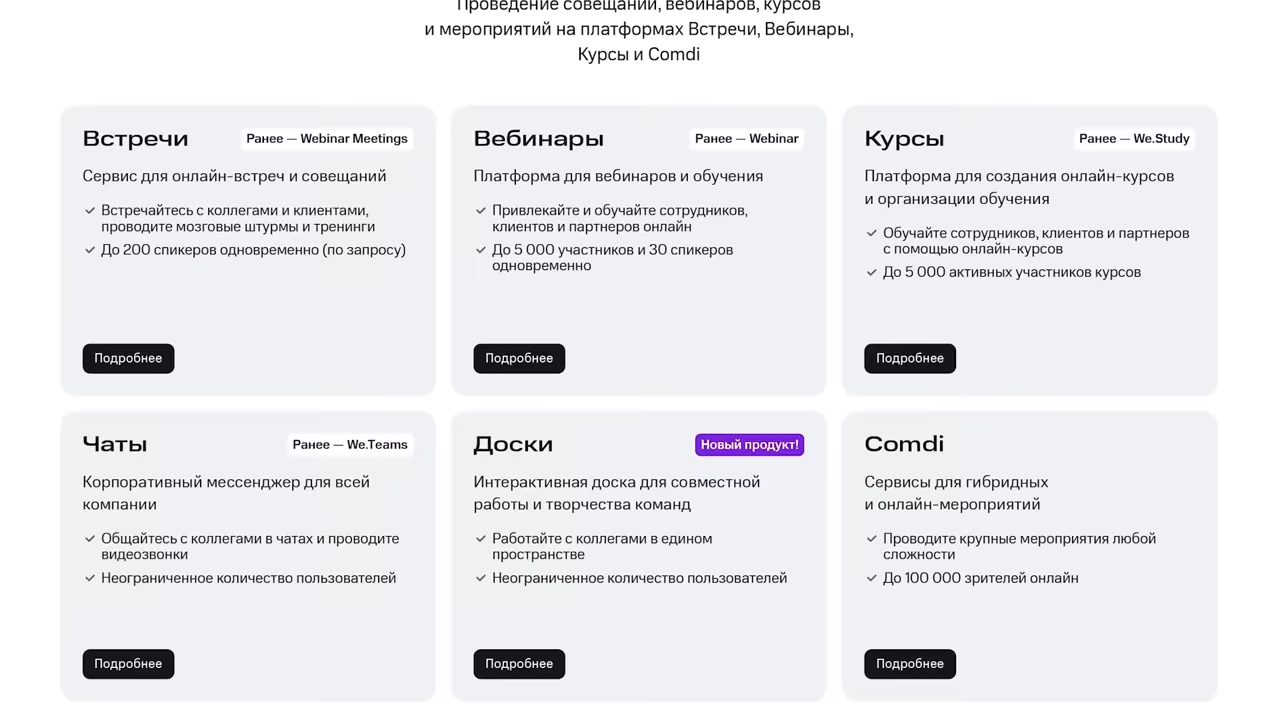 Проведение совещаний, вебинаров, курсов
и мероприятий на платформах Встречи, Вебинары,
Курсы и Comdi
Встречи
Ранее — Webinar Meetings
Сервис для онлайн-встреч и совещаний
Встречайтесь с коллегами и клиентами,
проводите мозговые штурмы и тренинги
До 200 спикеров одновременно (по запросу)
Подробнее
Вебинары
Ранее — Webinar
Платформа для вебинаров и обучения
Привлекайте и обучайте сотрудников,
клиентов и партнеров онлайн
До 5 000 участников и 30 спикеров
одновременно
Подробнее
Курсы
Ранее — We.Study
Платформа для создания онлайн-курсов
и организации обучения
Обучайте сотрудников, клиентов и партнеров
с помощью онлайн-курсов
До 5 000 активных участников курсов
Подробнее
Чаты
Ранее — We.Teams
Корпоративный мессенджер для всей
компании
Общайтесь с коллегами в чатах и проводите
видеозвонки
Неограниченное количество пользователей
Подробнее
Доски
Новый продукт!
Интерактивная доска для совместной
работы и творчества команд
Работайте с коллегами в едином
пространстве
Неограниченное количество пользователей
Подробнее
Comdi
Сервисы для гибридных
и онлайн-мероприятий
Проводите крупные мероприятия любой
сложности
До 100 000 зрителей онлайн
Подробнее